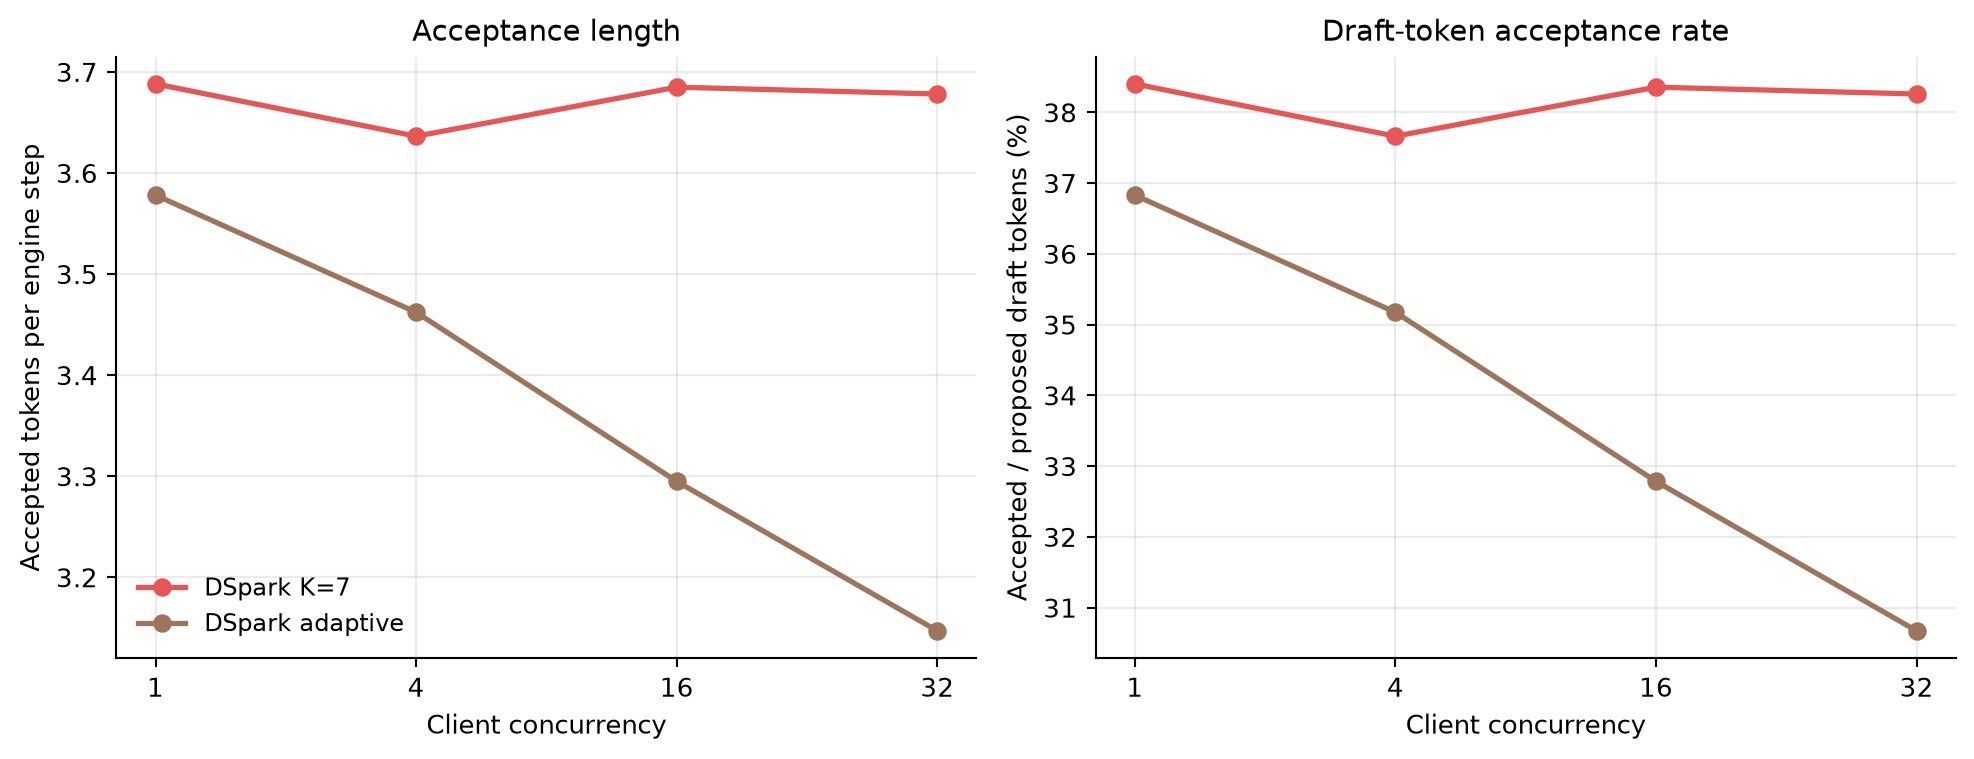 Acceptance length
Accepted tokens per engine step
3.7
3.6
3.5
3.4
3.3
3.2
DSpark K=7
DSpark adaptive
1 4 16 32
Client concurrency
Draft-token acceptance rate
Accepted / proposed draft tokens (%)
38
37
36
35
34
33
32
31
1 4 16 32
Client concurrency